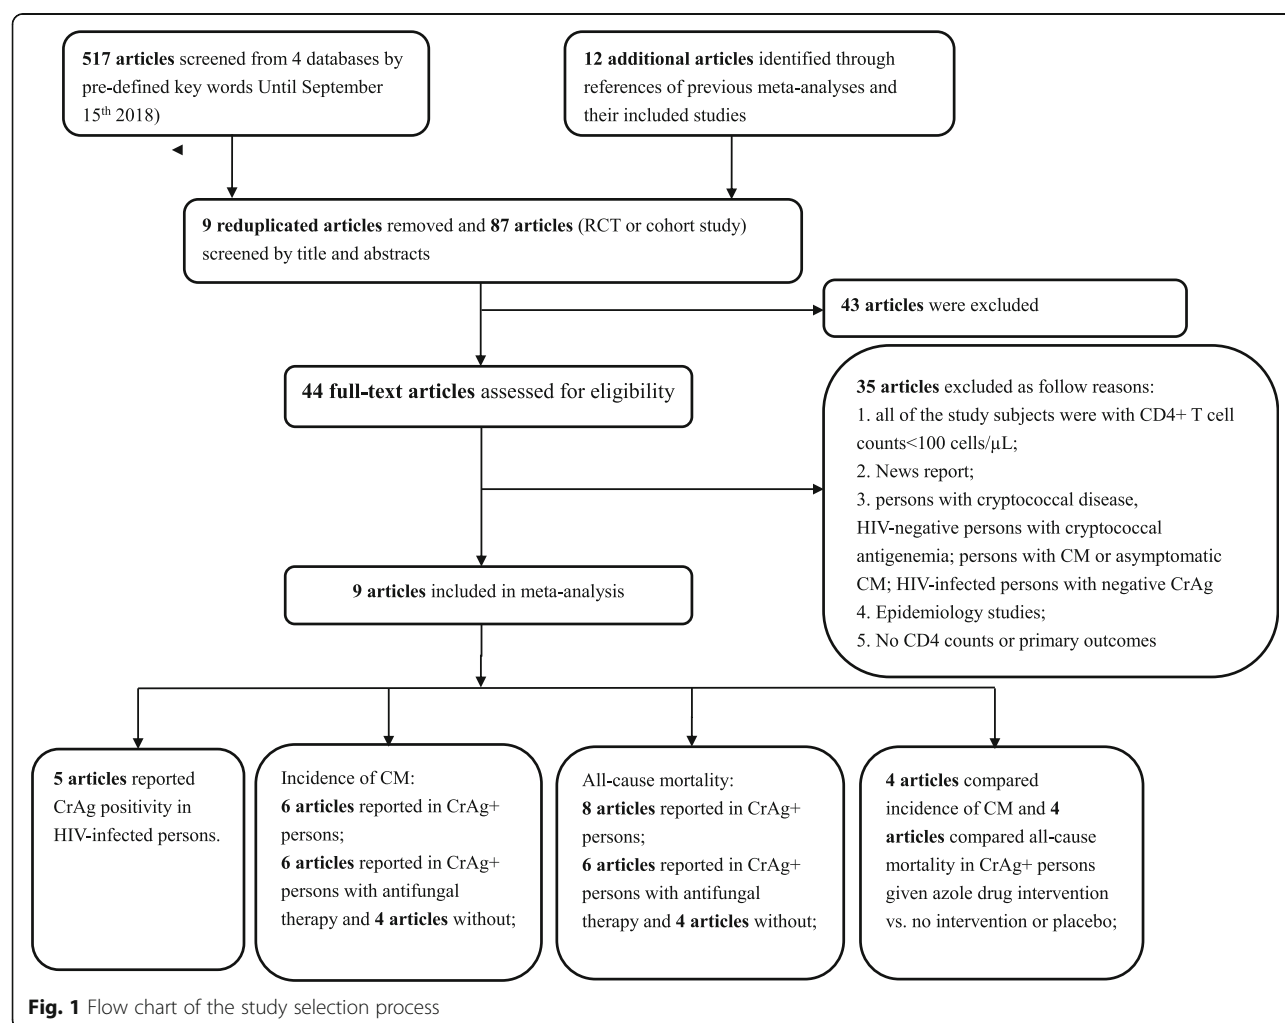 517 articles screened from 4 databases by
pre-defined key words Until September
15th 2018)
12 additional articles identified through
references of previous meta-analyses and
their included studies
9 reduplicated articles removed and 87 articles (RCT or cohort study)
screened by title and abstracts
43 articles were excluded
44 full-text articles assessed for eligibility
35 articles excluded as follow reasons:
1. all of the study subjects were with CD4+ T cell
counts<100 cells/µL;
2. News report;
3. persons with cryptococcal disease,
HIV-negative persons with cryptococcal
antigenemia; persons with CM or asymptomatic
CM; HIV-infected persons with negative CrAg
4. Epidemiology studies;
5. No CD4 counts or primary outcomes
9 articles included in meta-analysis
5 articles reported
CrAg positivity in
HIV-infected persons.
Incidence of CM:
6 articles reported in CrAg+
persons;
6 articles reported in CrAg+
persons with antifungal
therapy and 4 articles without;
All-cause mortality:
8 articles reported in CrAg+
persons;
6 articles reported in CrAg+
persons with antifungal
therapy and 4 articles without;
4 articles compared
incidence of CM and 4
articles compared all-cause
mortality in CrAg+ persons
given azole drug intervention
vs. no intervention or placebo;
Fig. 1 Flow chart of the study selection process